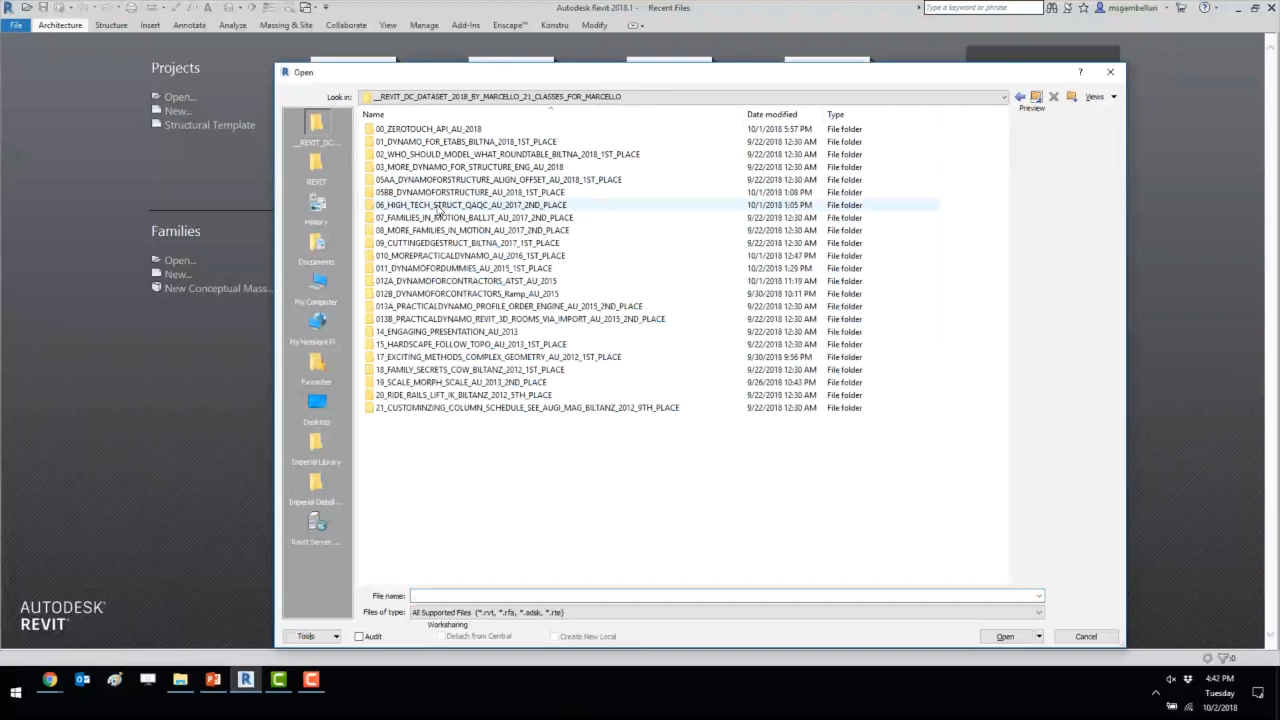 Autodesk Revit 2018.1 - Recent Files
Type a keyword or phrase
msgambelluri
File Architecture Structure Insert Annotate Analyze Massing & Site Collaborate View Manage Add-Ins Enscape™ Konstru Modify
Projects
Open...
New...
Structural Template
Families
Open...
New...
New Conceptual Mass...
AUTODESK®
REVIT®
Open
?
Look in:
__REVIT_DC_DATASET_2018_BY_MARCELLO_21_CLASSES_FOR_MARCELLO
Views
Preview
Name Date modified Type
00_ZEROTOUCH_API_AU_2018 10/1/2018 5:57 PM File folder
01_DYNAMO_FOR_ETABS_BILTNA_2018_1ST_PLACE 9/22/2018 12:30 AM File folder
02_WHO_SHOULD_MODEL_WHAT_ROUNDTABLE_BILTNA_2018_1ST_PLACE 9/22/2018 12:30 AM File folder
03_MORE_DYNAMO_FOR_STRUCTURE_ENG_AU_2018 9/22/2018 12:30 AM File folder
05AA_DYNAMOFORSTRUCTURE_ALIGN_OFFSET_AU_2018_1ST_PLACE 9/22/2018 12:30 AM File folder
05BB_DYNAMOFORSTRUCTURE_AU_2018_1ST_PLACE 10/1/2018 1:08 PM File folder
06_HIGH_TECH_STRUCT_QAQC_AU_2017_2ND_PLACE 10/1/2018 1:05 PM File folder
07_FAMILIES_IN_MOTION_BALLJT_AU_2017_2ND_PLACE 9/22/2018 12:30 AM File folder
08_MORE_FAMILIES_IN_MOTION_AU_2017_2ND_PLACE 9/22/2018 12:30 AM File folder
09_CUTTINGEDGESTRUCT_BILTNA_2017_1ST_PLACE 9/22/2018 12:30 AM File folder
010_MOREPRACTICALDYNAMO_AU_2016_1ST_PLACE 10/1/2018 12:47 PM File folder
011_DYNAMOFORDUMMIES_AU_2015_1ST_PLACE 10/2/2018 1:29 PM File folder
012A_DYNAMOFORCONTRACTORS_ATST_AU_2015 10/1/2018 11:19 AM File folder
012B_DYNAMOFORCONTRACTORS_Ramp_AU_2015 9/30/2018 10:11 PM File folder
013A_PRACTICALDYNAMO_PROFILE_ORDER_ENGINE_AU_2015_2ND_PLACE 9/22/2018 12:30 AM File folder
013B_PRACTICALDYNAMO_REVIT_3D_ROOMS_VIA_IMPORT_AU_2015_2ND_PLACE 9/22/2018 12:30 AM File folder
14_ENGAGING_PRESENTATION_AU_2013 9/22/2018 12:30 AM File folder
15_HARDSCAPE_FOLLOW_TOPO_AU_2013_1ST_PLACE 9/22/2018 12:30 AM File folder
17_EXCITING_METHODS_COMPLEX_GEOMETRY_AU_2012_1ST_PLACE 9/30/2018 9:56 PM File folder
18_FAMILY_SECRETS_COW_BILTANZ_2012_1ST_PLACE 9/22/2018 12:30 AM File folder
19_SCALE_MORPH_SCALE_AU_2013_2ND_PLACE 9/26/2018 10:43 PM File folder
20_RIDE_RAILS_LIFT_IK_BILTANZ_2012_5TH_PLACE 9/22/2018 12:30 AM File folder
21_CUSTOMINZING_COLUMN_SCHEDULE_SEE_AUGI_MAG_BILTANZ_2012_9TH_PLACE 9/22/2018 12:30 AM File folder
__REVIT_DC...
REVIT
History
Documents
My Computer
My Network Pl...
Favorites
Desktop
Imperial Library
Imperial Detail ...
Revit Server ...
File name:
Files of type: All Supported Files (*.rvt, *.rfa, *.adsk, *.rte)
Worksharing
Tools Audit Detach from Central Create New Local Open Cancel
:0
4:42 PM
Tuesday
10/2/2018